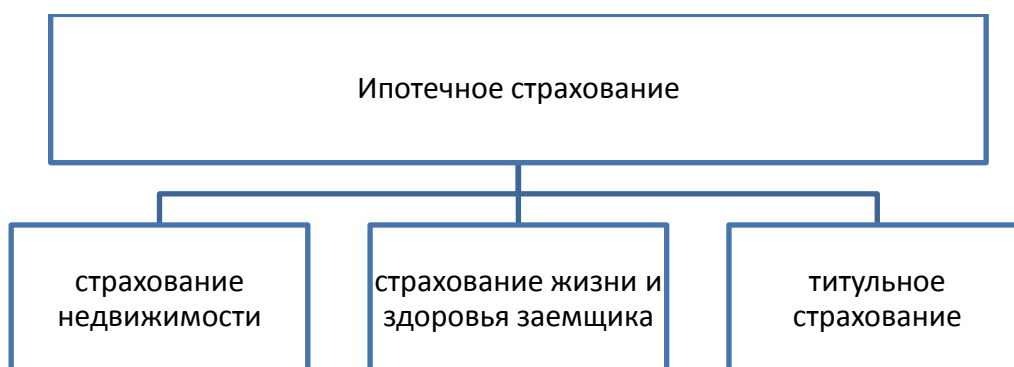 Ипотечное страхование
страхование
недвижимости
страхование жизни и
здоровья заемщика
титульное
страхование